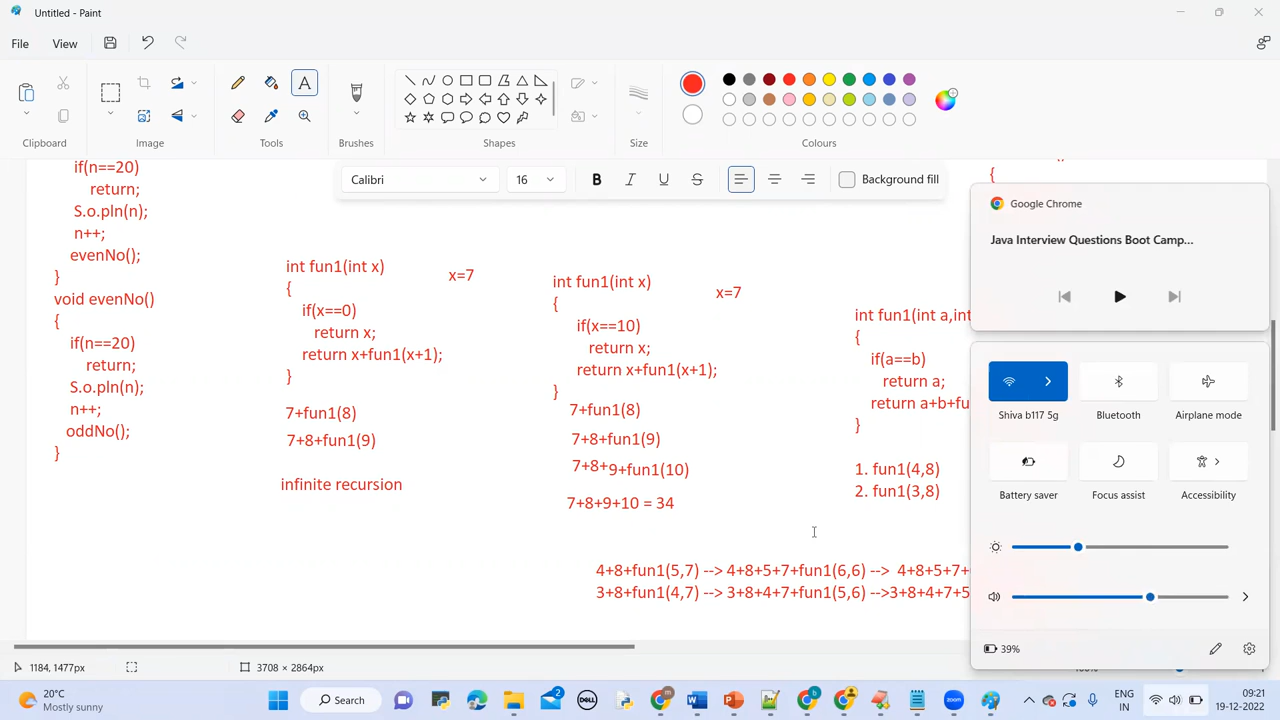 Untitled - Paint
File
View
Clipboard
Image
Tools
Brushes
Shapes
Size
Colours
Calibri
16
B
I
U
Background fill
if(n==20)
return;
S.o.pln(n);
n++;
evenNo();
}
void evenNo()
{
if(n==20)
return;
S.o.pln(n);
n++;
oddNo();
}
int fun1(int x)
{
if(x==0)
return x;
return x+fun1(x+1);
}
x=7
7+fun1(8)
7+8+fun1(9)
infinite recursion
int fun1(int x)
{
if(x==10)
return x;
return x+fun1(x+1);
}
x=7
7+fun1(8)
7+8+fun1(9)
7+8+9+fun1(10)
7+8+9+10 = 34
{
int fun1(int a,int
{
if(a==b)
return a;
return a+b+fu
}
1. fun1(4,8)
2. fun1(3,8)
4+8+fun1(5,7) --> 4+8+5+7+fun1(6,6) --> 4+8+5+7+
3+8+fun1(4,7) --> 3+8+4+7+fun1(5,6) -->3+8+4+7+5
Google Chrome
Java Interview Questions Boot Camp...
Shiva b117 5g
Bluetooth
Airplane mode
Battery saver
Focus assist
Accessibility
39%
1184, 1477px
3708 × 2864px
20°C
Mostly sunny
Search
ENG
IN
09:21
19-12-2022